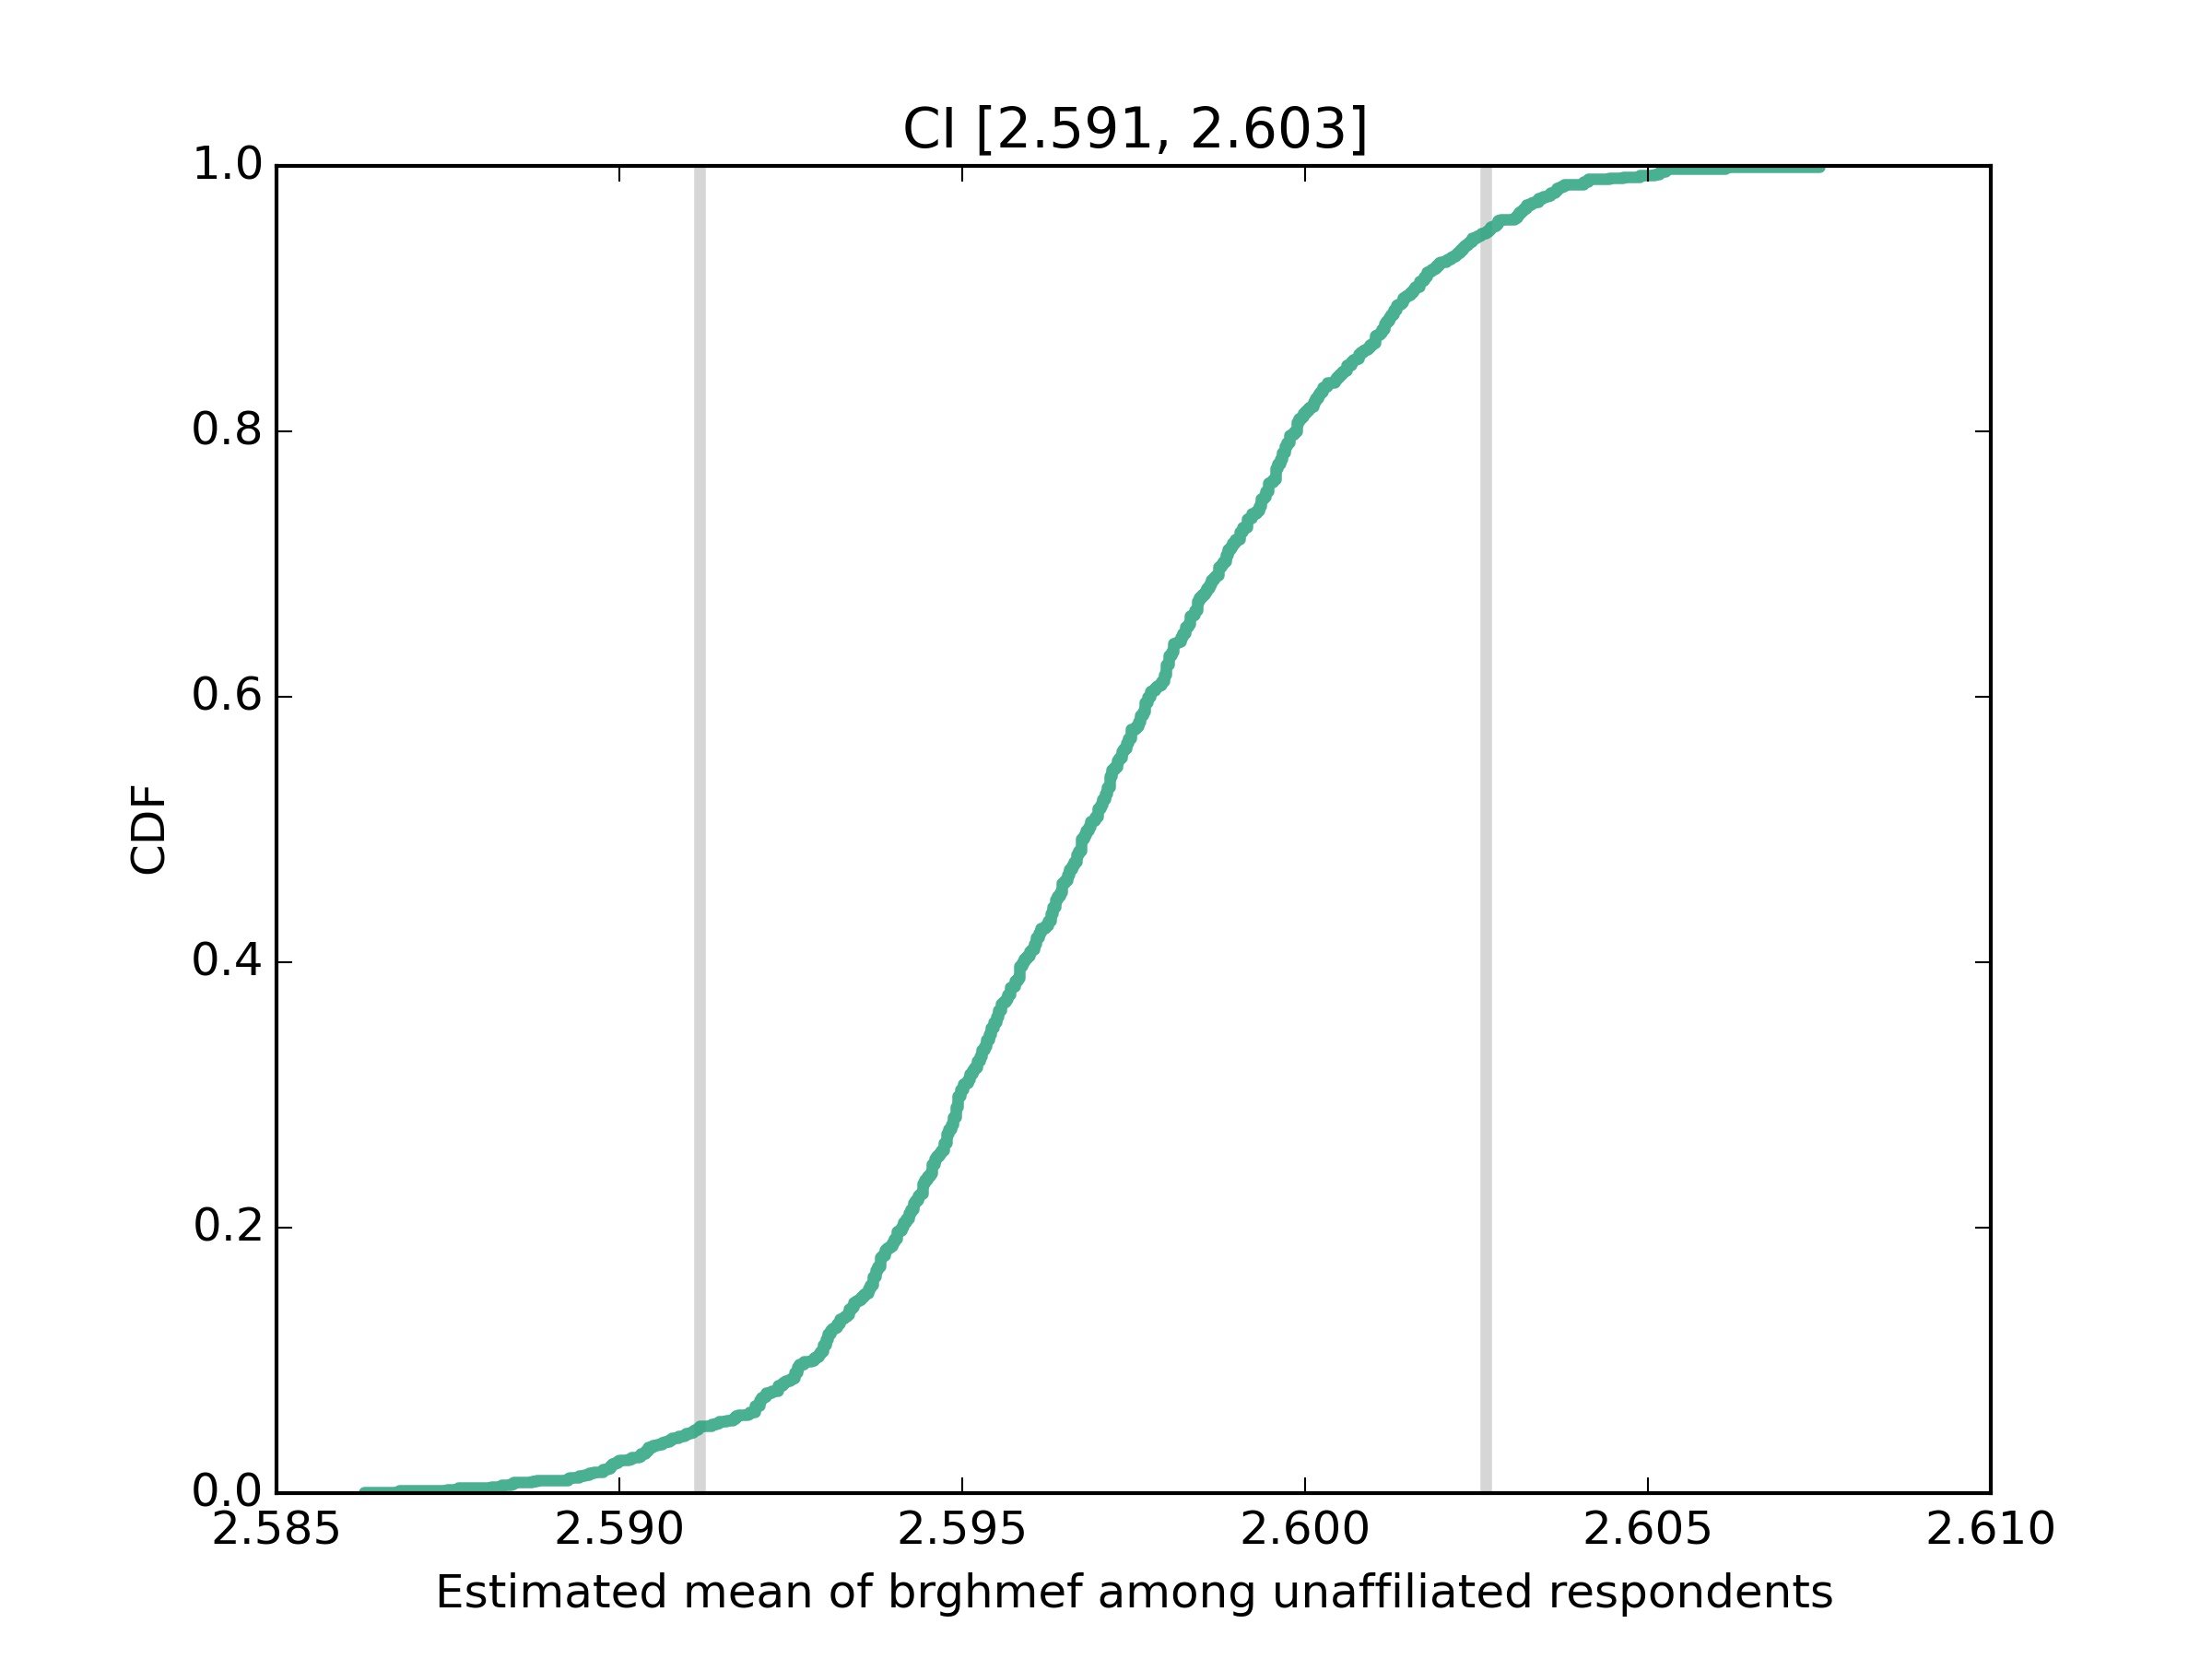 CI [2.591, 2.603]
1.0
0.8
0.6
0.4
0.2
0.0
CDF
2.585 2.590 2.595 2.600 2.605 2.610
Estimated mean of brghmef among unaffiliated respondents